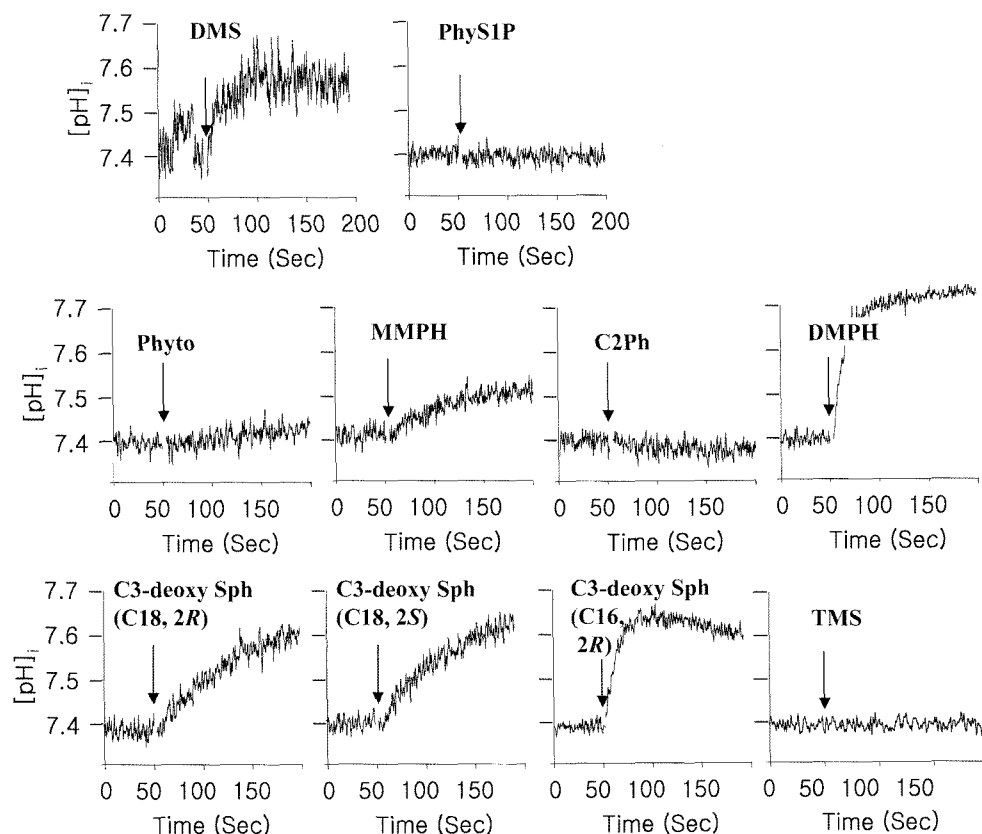 DMS
PhyS1P
[pH]i
7.7
7.6
7.5
7.4
0 50 100 150 200
0 50 100 150 200
Time (Sec)
Time (Sec)
Phyto
MMPH
C2Ph
DMPH
[pH]i
7.7
7.6
7.5
7.4
0 50 100 150
0 50 100 150
0 50 100 150
0 50 100 150
Time (Sec)
Time (Sec)
Time (Sec)
Time (Sec)
C3-deoxy Sph
(C18, 2R)
C3-deoxy Sph
(C18, 2S)
C3-deoxy Sph
(C16,
2R)
TMS
[pH]i
7.7
7.6
7.5
7.4
0 50 100 150
0 50 100 150
0 50 100 150
0 50 100 150
Time (Sec)
Time (Sec)
Time (Sec)
Time (Sec)